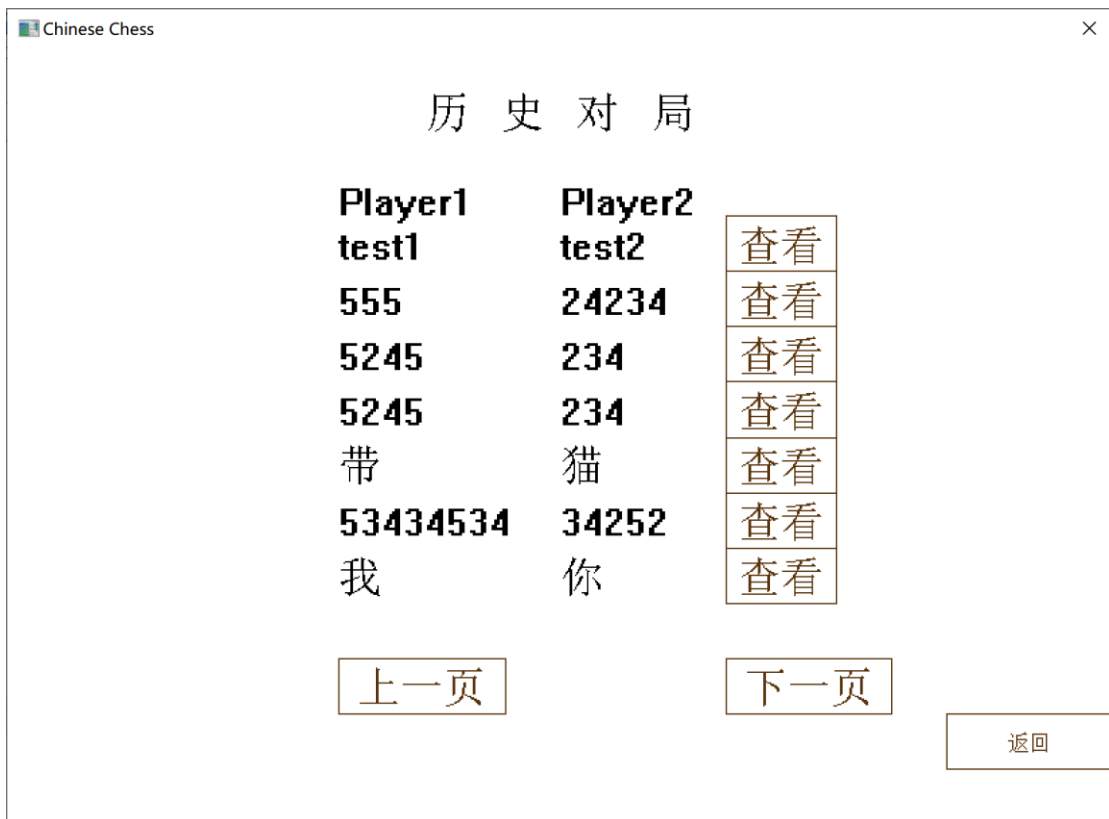 Chinese Chess
历 史 对 局
Player1 Player2
test1 test2 查看
555 24234 查看
5245 234 查看
5245 234 查看
带 猫 查看
53434534 34252 查看
我 你 查看
上一页 下一页
返回